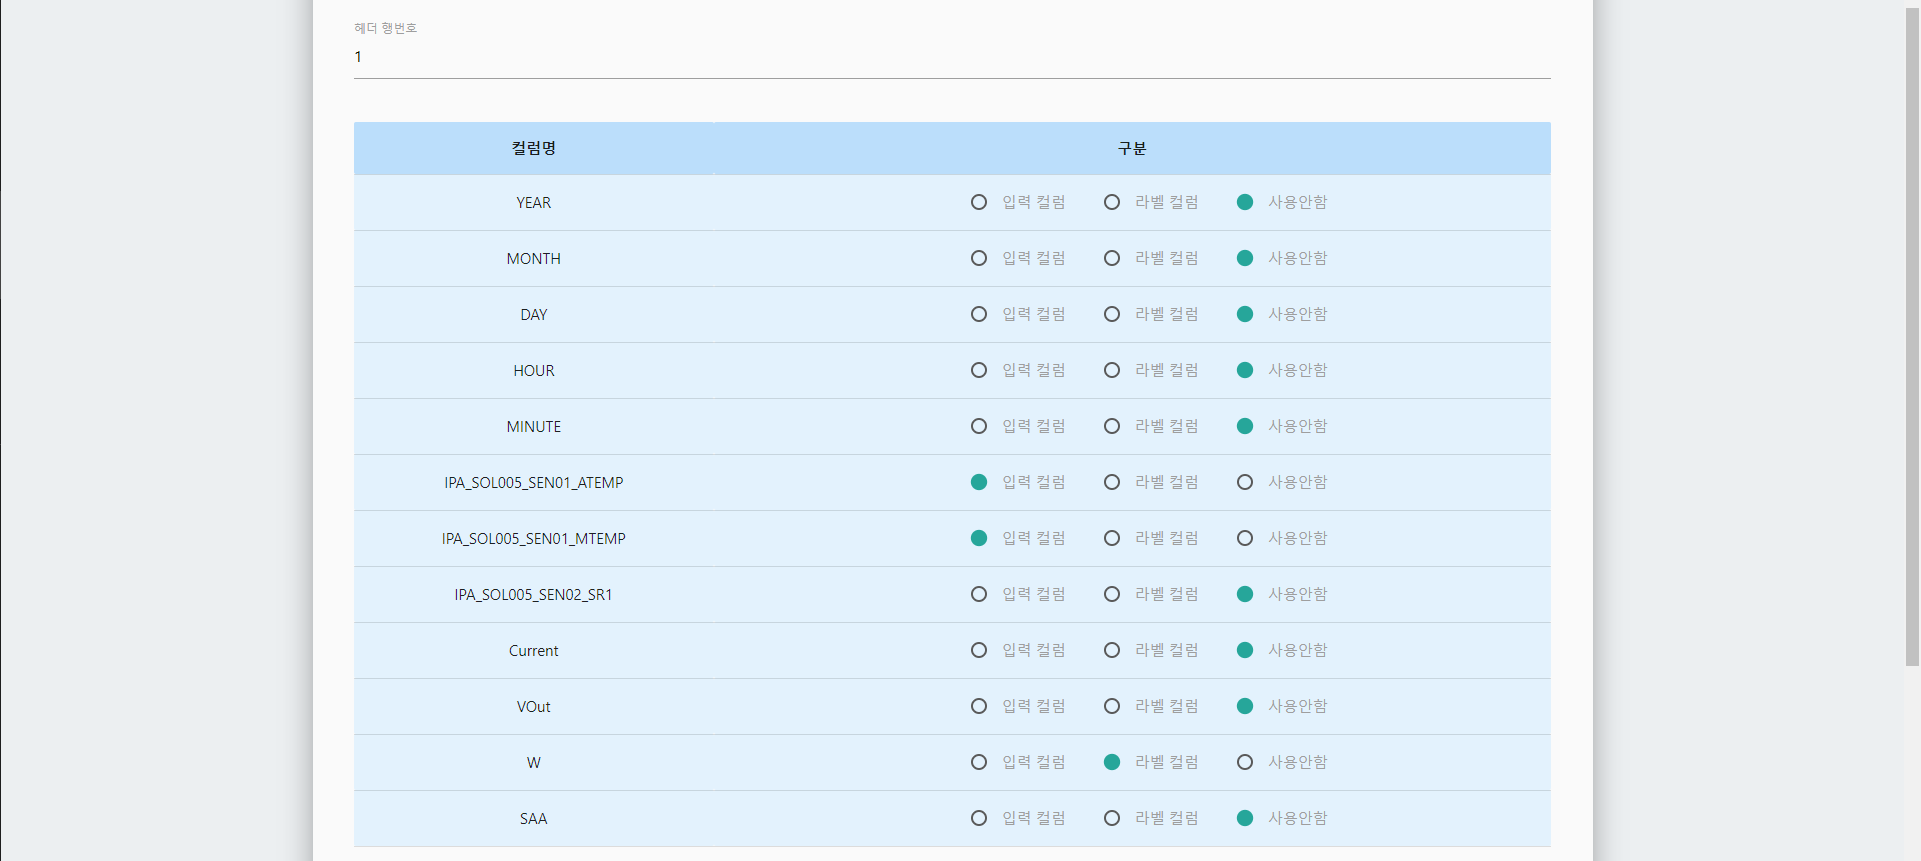 헤더 행번호
1
컬럼명 구분
YEAR 입력 컬럼 라벨 컬럼 사용안함
MONTH 입력 컬럼 라벨 컬럼 사용안함
DAY 입력 컬럼 라벨 컬럼 사용안함
HOUR 입력 컬럼 라벨 컬럼 사용안함
MINUTE 입력 컬럼 라벨 컬럼 사용안함
IPA_SOL005_SEN01_ATEMP 입력 컬럼 라벨 컬럼 사용안함
IPA_SOL005_SEN01_MTEMP 입력 컬럼 라벨 컬럼 사용안함
IPA_SOL005_SEN02_SR1 입력 컬럼 라벨 컬럼 사용안함
Current 입력 컬럼 라벨 컬럼 사용안함
VOut 입력 컬럼 라벨 컬럼 사용안함
W 입력 컬럼 라벨 컬럼 사용안함
SAA 입력 컬럼 라벨 컬럼 사용안함